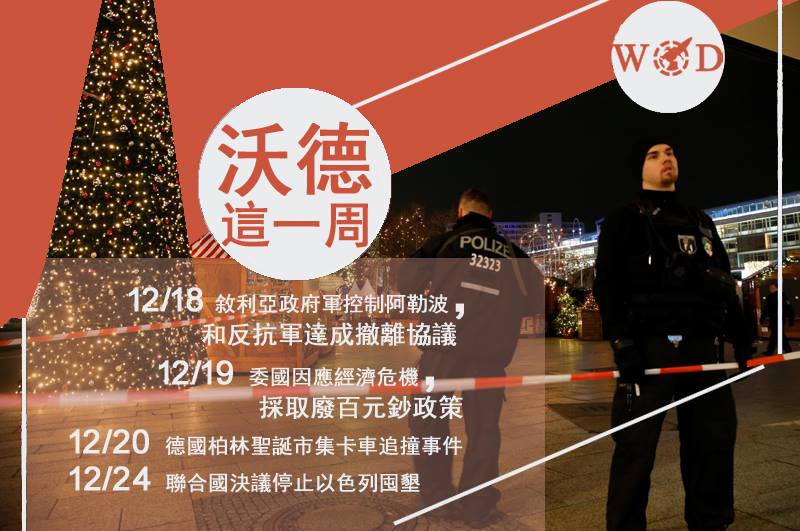 W D
沃德
這一周
POLIZEI
32323
12/18 敘利亞政府軍控制阿勒波，
和反抗軍達成撤離協議
12/19 委國因應經濟危機，
採取廢百元鈔政策
12/20 德國柏林聖誕市集卡車追撞事件
12/24 聯合國決議停止以色列囤墾